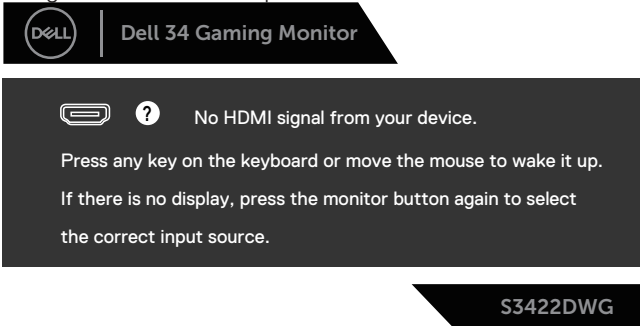 DELL
Dell 34 Gaming Monitor
? No HDMI signal from your device.
Press any key on the keyboard or move the mouse to wake it up.
If there is no display, press the monitor button again to select
the correct input source.
S3422DWG